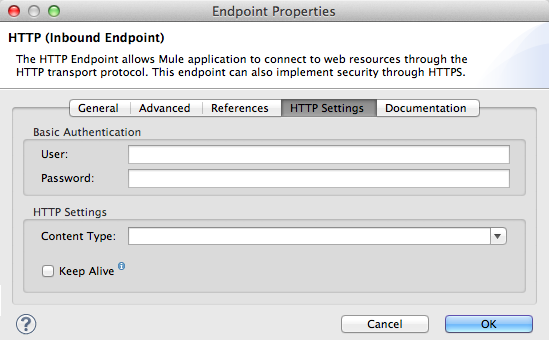 Endpoint Properties
HTTP (Inbound Endpoint)
The HTTP Endpoint allows Mule application to connect to web resources through the
HTTP transport protocol. This endpoint can also implement security through HTTPS.
General Advanced References HTTP Settings Documentation
Basic Authentication
User:
Password:
HTTP Settings
Content Type:
Keep Alive i
? Cancel OK